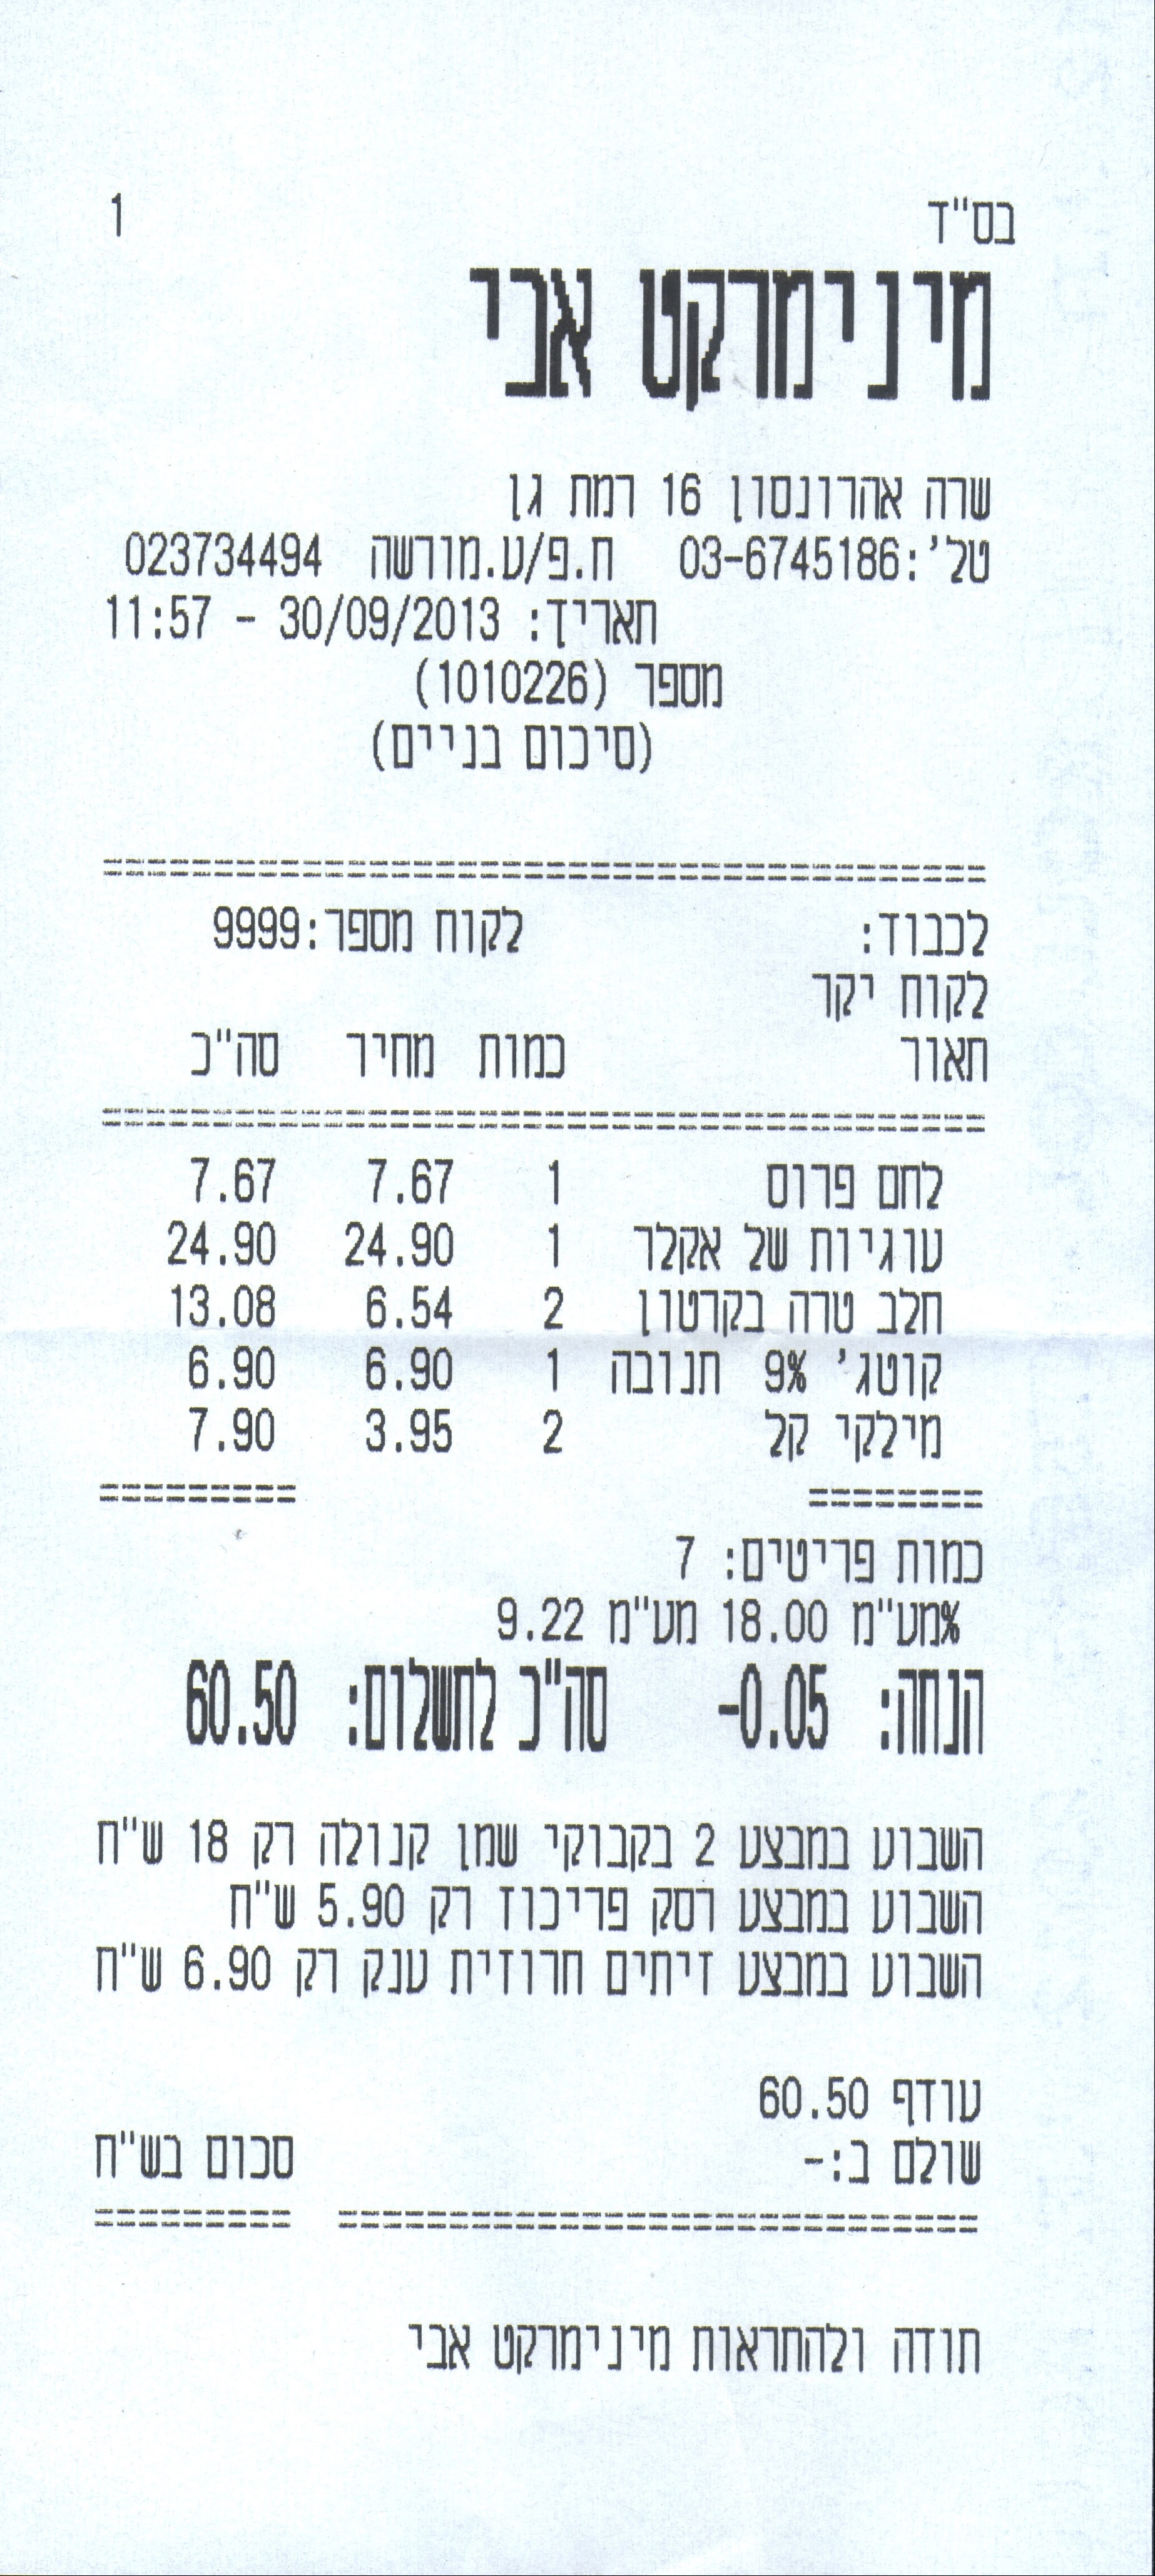 בס"ד 1
מינימרקט אבי
שרה אהרונסון 16 רמת גן
טל':03-6745186 ח.פ/ע.מורשה 023734494
תאריך: 30/09/2013 - 11:57
מספר (1010226)
(סיכום בניים)
========================================
לכבוד: לקוח מספר:9999
לקוח יקר
תאור כמות מחיר סה"כ
========================================
לחם פרוס 1 7.67 7.67
עוגיות של אקלר 1 24.90 24.90
חלב טרה בקרטון 2 6.54 13.08
קוטג' 9% תנובה 1 6.90 6.90
מילקי קל 2 3.95 7.90
======== =========
כמות פריטים: 7
%מע"מ 18.00 מע"מ 9.22
הנחה: -0.05 סה"כ לתשלום: 60.50
השבוע במבצע 2 בקבוקי שמן קנולה רק 18 ש"ח
השבוע במבצע רסק פריכוז רק 5.90 ש"ח
השבוע במבצע זיתים חרוזית ענק רק 6.90 ש"ח
עודף 60.50
שולם ב:- סכום בש"ח
============================= =========
תודה ולהתראות מינימרקט אבי